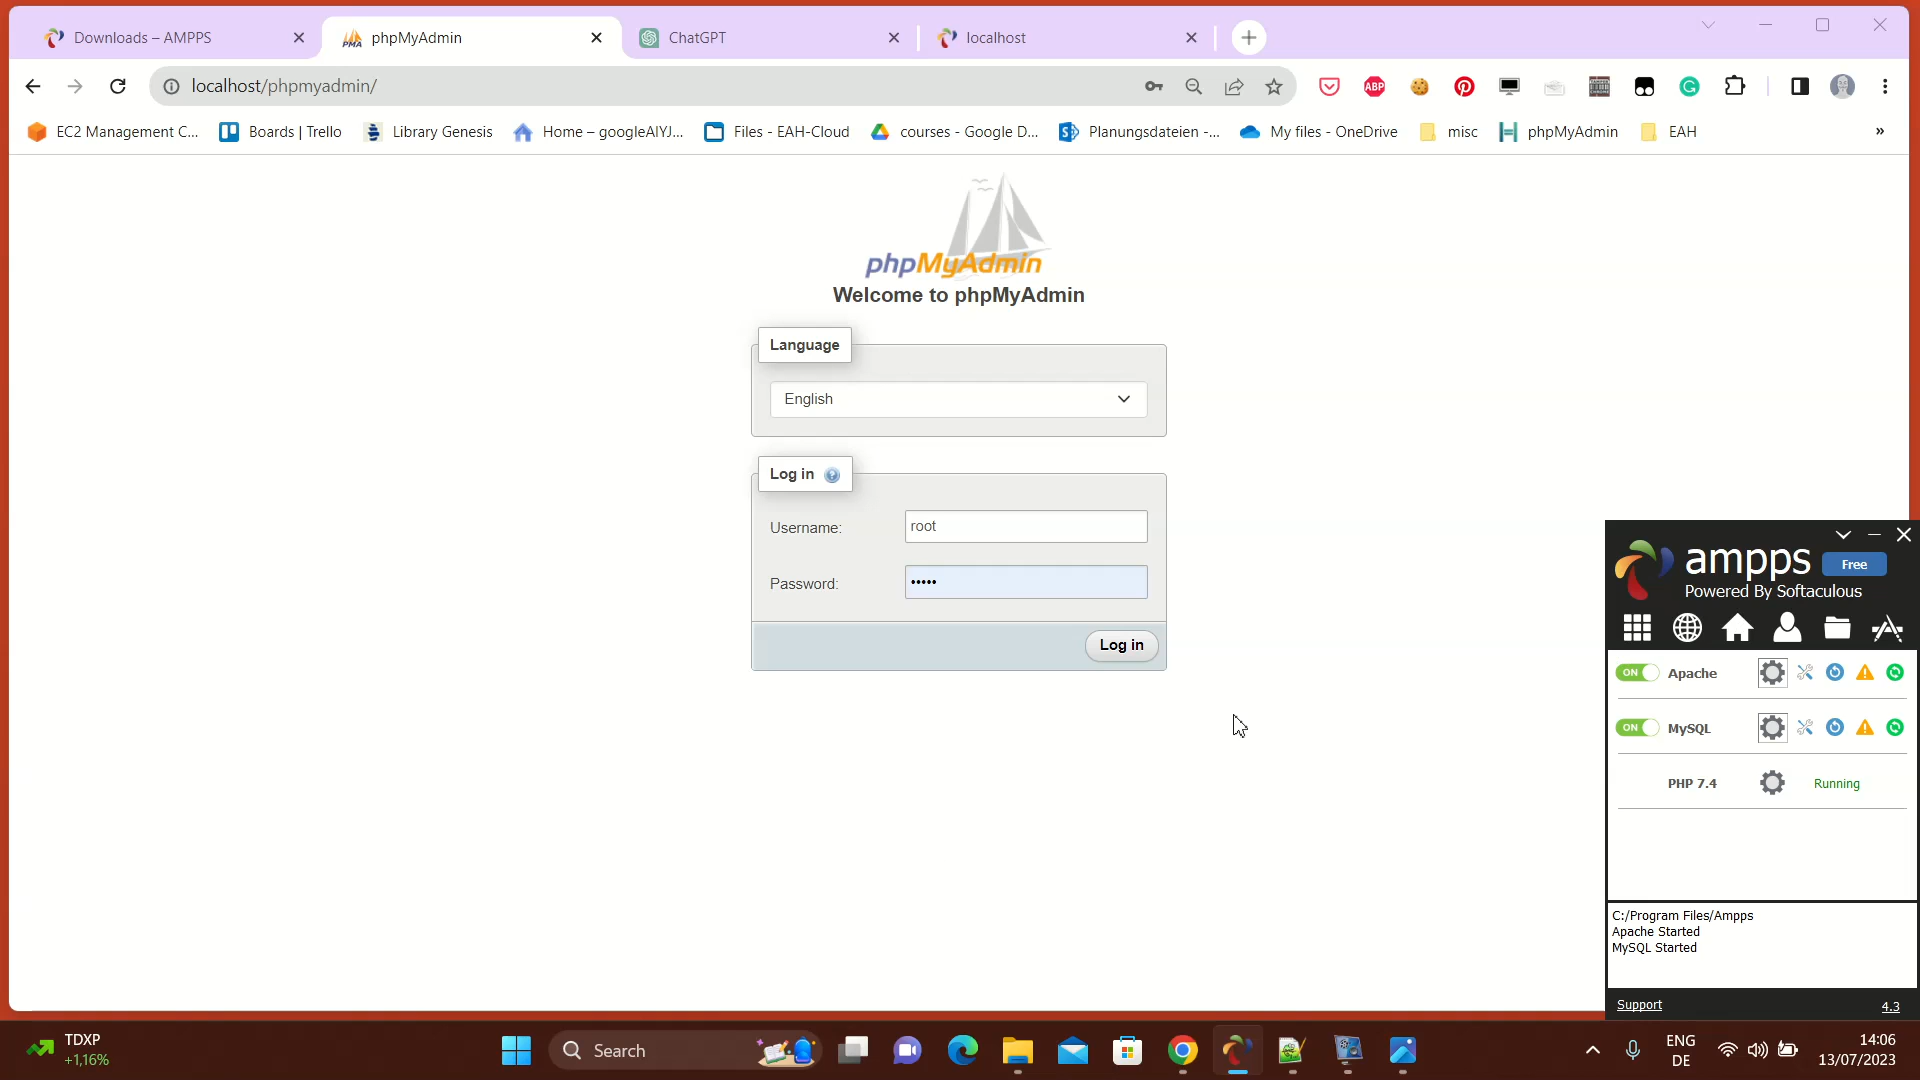 Downloads – AMPPS
phpMyAdmin
ChatGPT
localhost
localhost/phpmyadmin/
ABP
EC2 Management C...
Boards | Trello
Library Genesis
Home – googleAIYJ...
Files - EAH-Cloud
courses - Google D...
Planungsdateien -...
My files - OneDrive
misc
phpMyAdmin
EAH
»
phpMyAdmin
Welcome to phpMyAdmin
Language
English
Log in
Username:
root
Password:
•••••
Log in
ampps
Free
Powered By Softaculous
ON
Apache
ON
MySQL
PHP 7.4
Running
C:/Program Files/Ampps
Apache Started
MySQL Started
Support
4.3
TDXP
+1,16%
Search
ENG
DE
14:06
13/07/2023